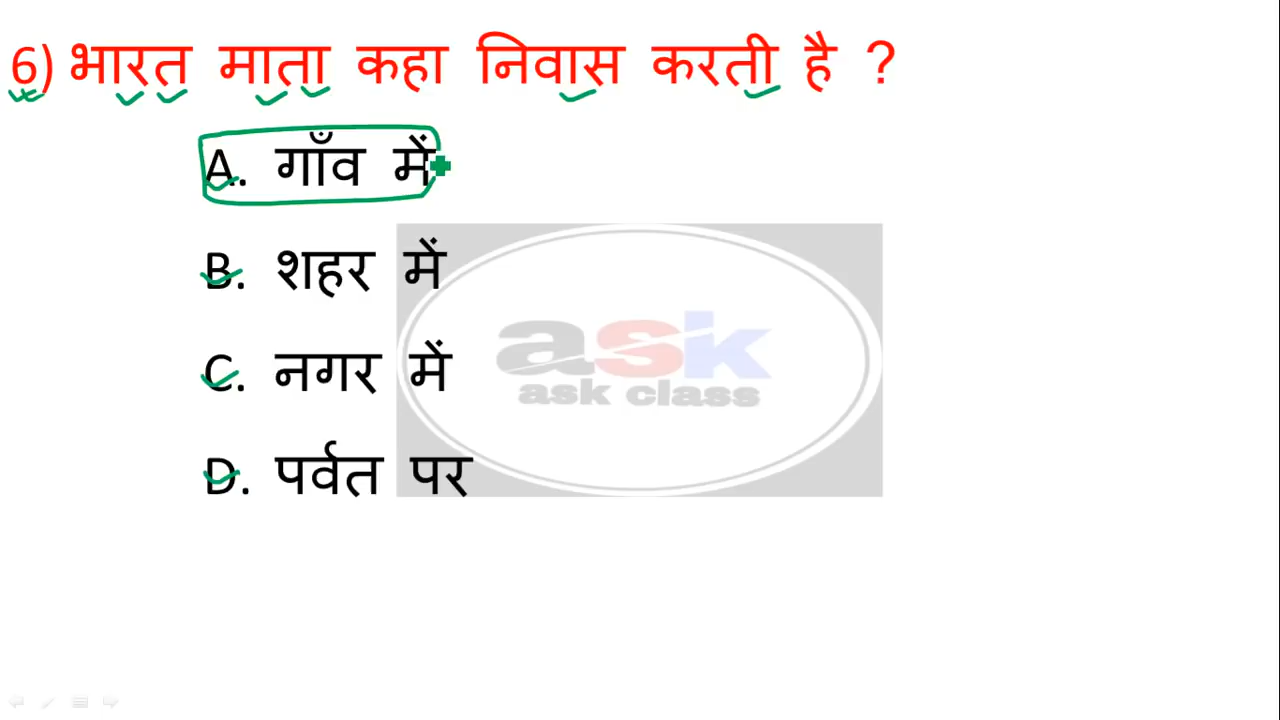 6) भारत माता कहा निवास करती है ?
A. गाँव में
B. शहर में
ask
C. नगर में
ask class
D. पर्वत पर